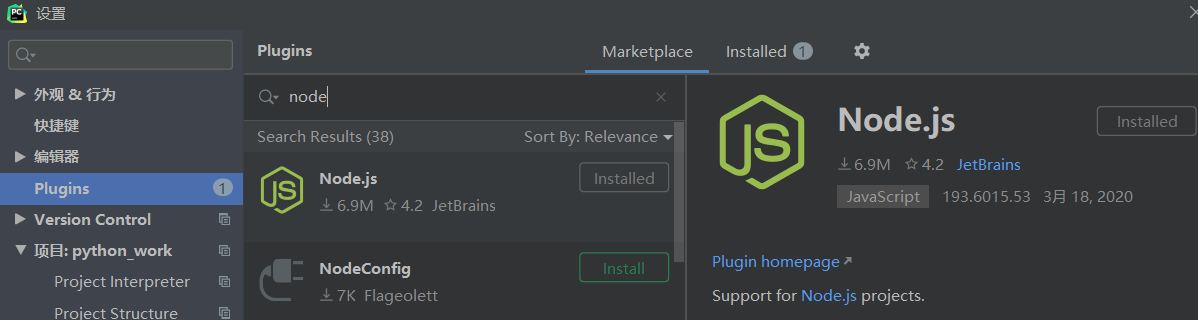 PC 设置
Plugins Marketplace Installed 1
外观 & 行为
快捷键
编辑器
Plugins 1
Version Control
项目: python_work
Project Interpreter
Project Structure
node
Search Results (38) Sort By: Relevance
Node.js Installed
6.9M 4.2 JetBrains
NodeConfig Install
7K Flageolett
JS Node.js Installed
6.9M 4.2 JetBrains
JavaScript 193.6015.53 3月 18, 2020
Plugin homepage
Support for Node.js projects.